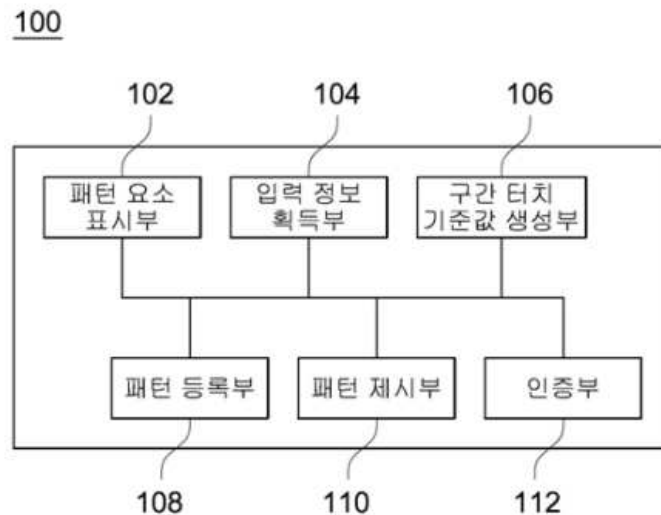 100
102
104
106
패턴 요소
표시부
입력 정보
획득부
구간 터치
기준값 생성부
패턴 등록부
패턴 제시부
인증부
108
110
112